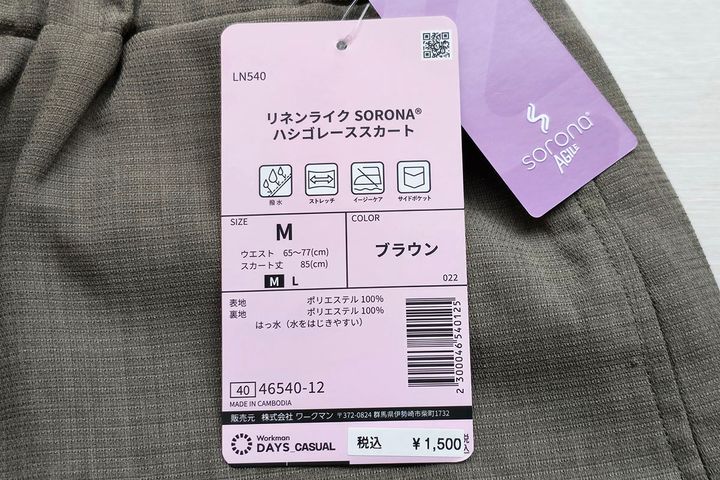 LN540
リネンライク SORONA®
ハシゴレーススカート
撥水
ストレッチ
イージーケア
サイドポケット
SIZE
M
ウエスト 65～77(cm)
スカート丈 85(cm)
M L
COLOR
ブラウン
022
表地 ポリエステル 100%
裏地 ポリエステル 100%
はっ水（水をはじきやすい）
2300046540125
40 46540-12
MADE IN CAMBODIA
販売元 株式会社 ワークマン 〒372-0824 群馬県伊勢崎市柴町1732
Workman
DAYS_CASUAL
税込 ¥1,500
sorona®
AGILE